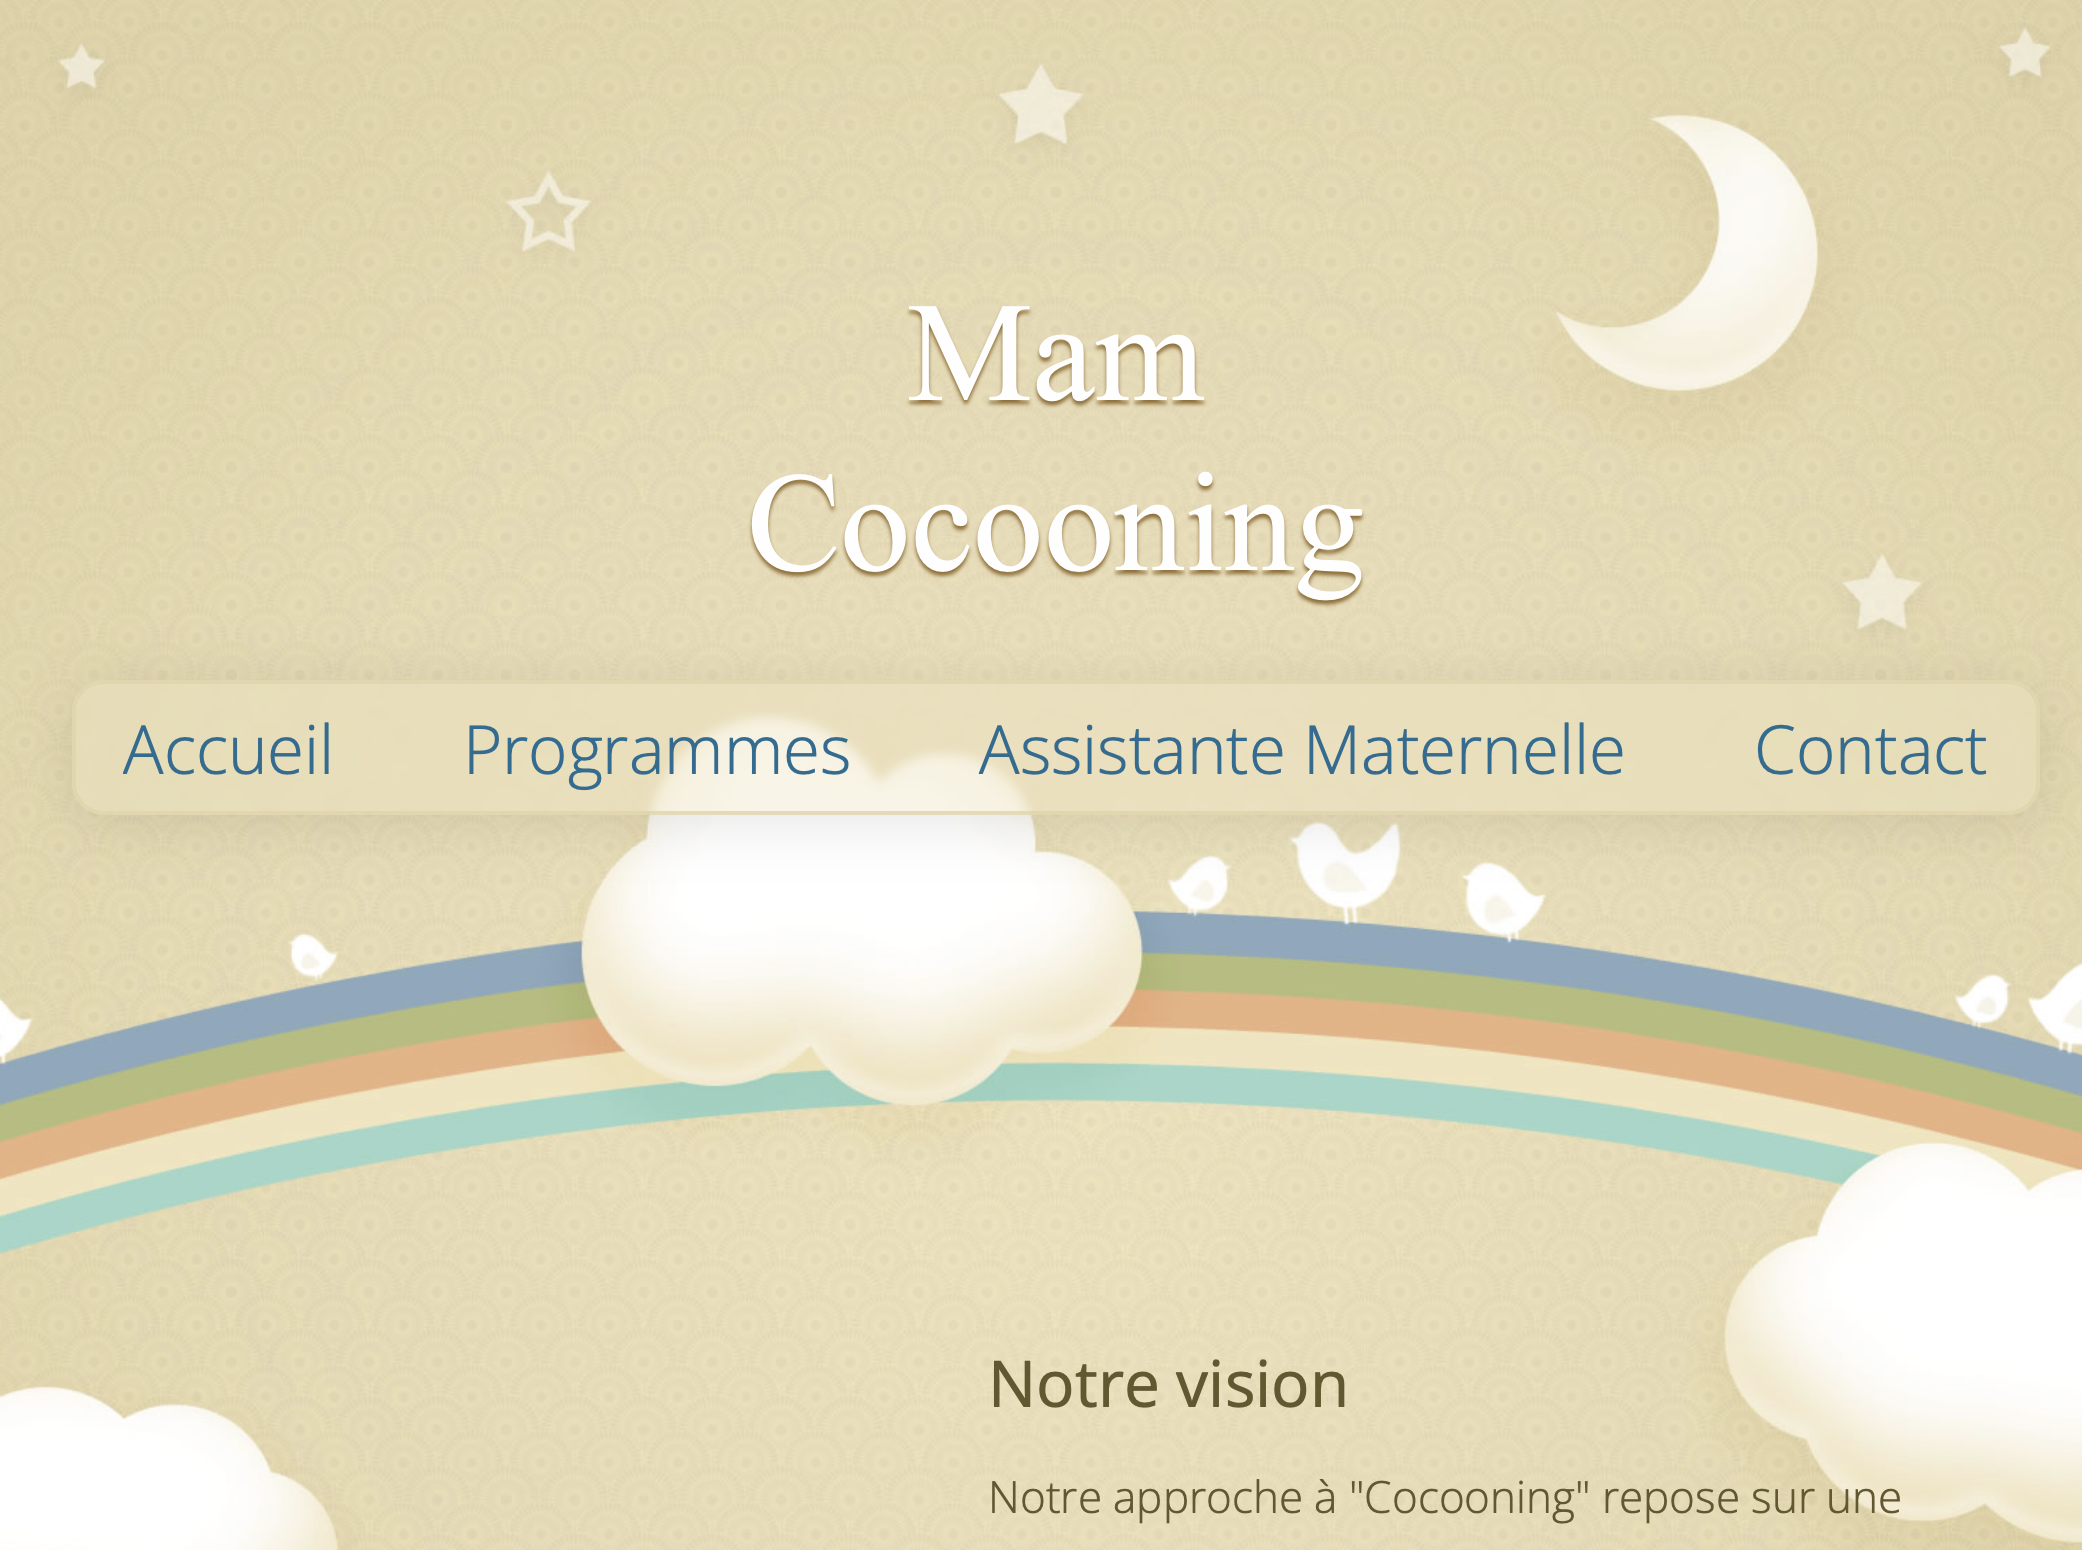 Mam
Cocooning
Accueil Programmes Assistante Maternelle Contact
Notre vision
Notre approche à "Cocooning" repose sur une